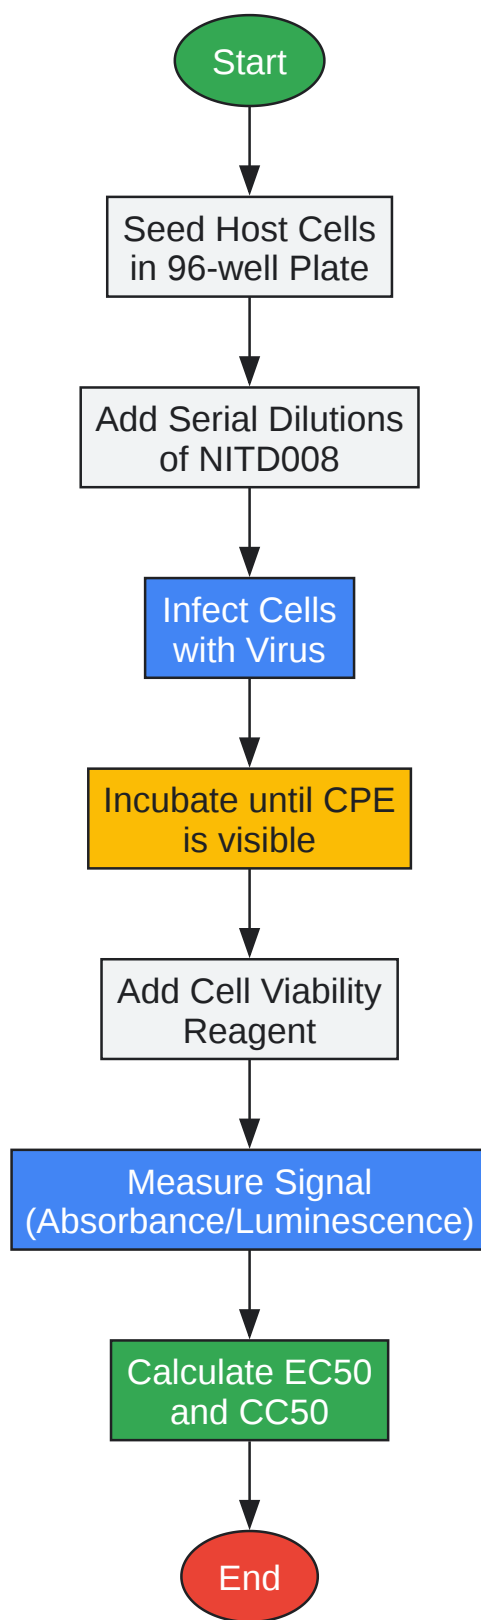 Start
Seed Host Cells
in 96-well Plate
Add Serial Dilutions
of NITD008
Infect Cells
with Virus
Incubate until CPE
is visible
Add Cell Viability
Reagent
Measure Signal
(Absorbance/Luminescence)
Calculate EC50
and CC50
End